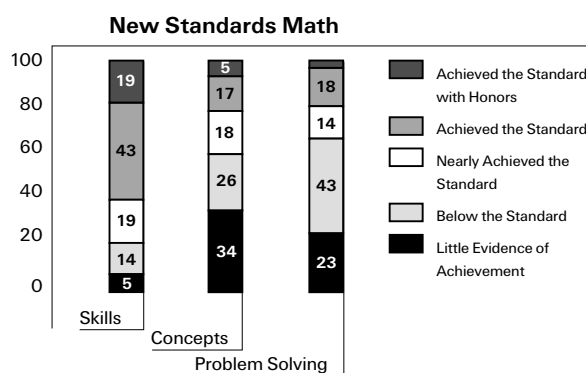 New Standards Math
100
80
60
40
20
0
19
43
19
14
5
5
17
18
26
34
18
14
43
23
Skills
Concepts
Problem Solving
Achieved the Standard
with Honors
Achieved the Standard
Nearly Achieved the
Standard
Below the Standard
Little Evidence of
Achievement